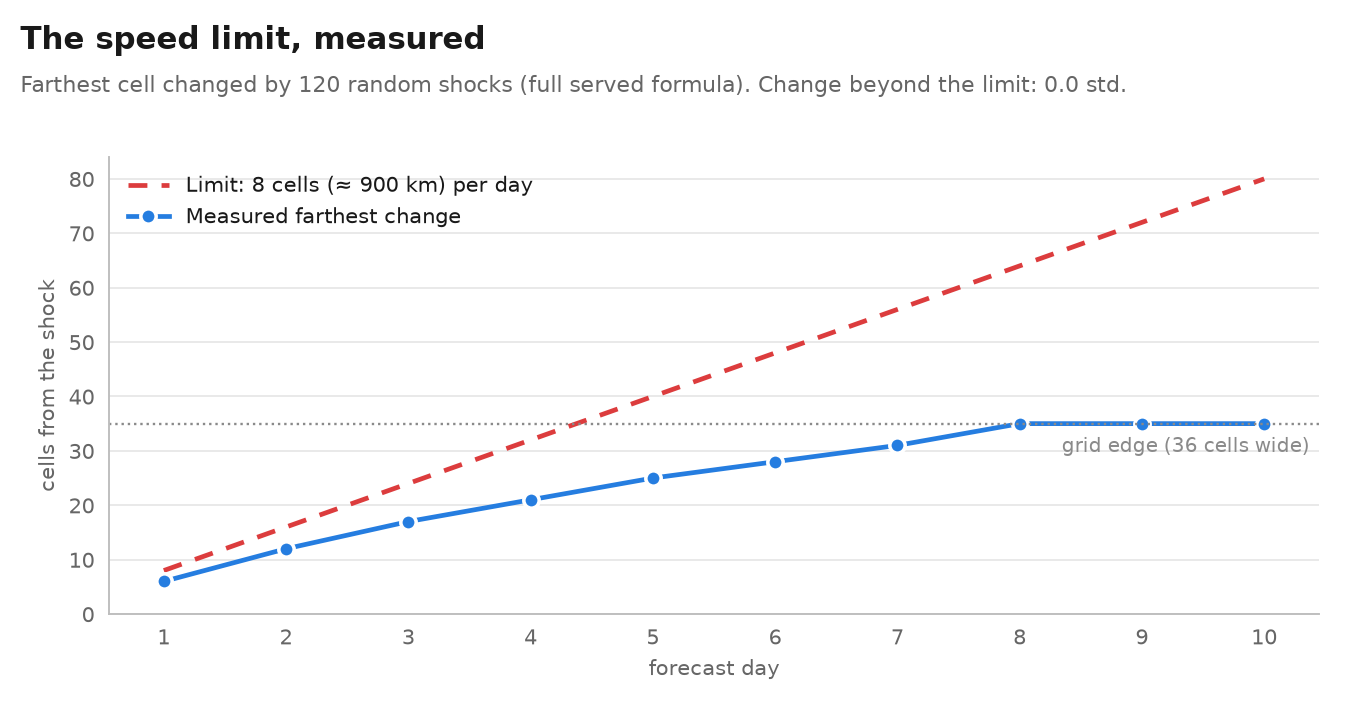 The speed limit, measured
Farthest cell changed by 120 random shocks (full served formula). Change beyond the limit: 0.0 std.
Limit: 8 cells (≈ 900 km) per day
Measured farthest change
80
70
60
50
40
30
20
10
0
cells from the shock
grid edge (36 cells wide)
1 2 3 4 5 6 7 8 9 10
forecast day